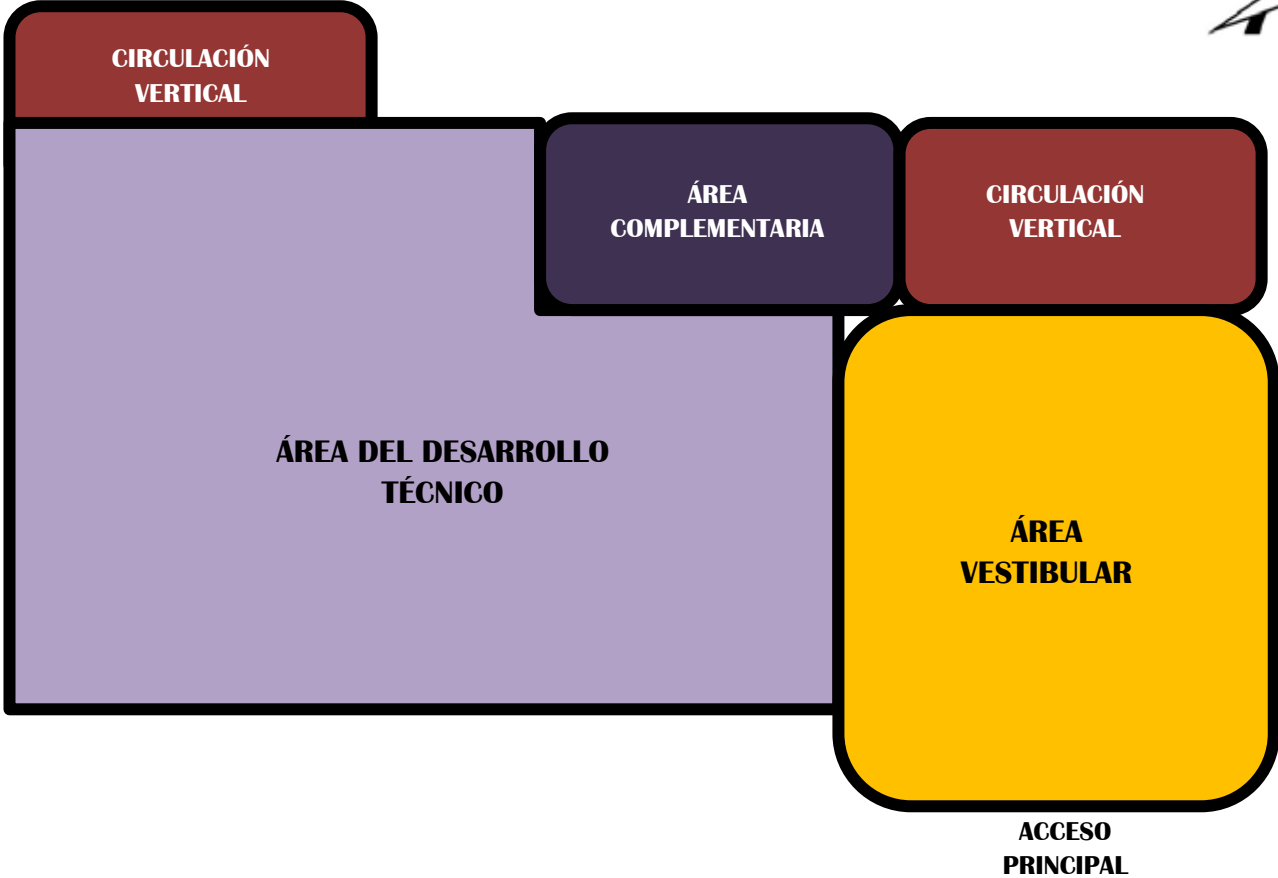 CIRCULACIÓN
VERTICAL
ÁREA
COMPLEMENTARIA
CIRCULACIÓN
VERTICAL
ÁREA DEL DESARROLLO
TÉCNICO
ÁREA
VESTIBULAR
ACCESO
PRINCIPAL